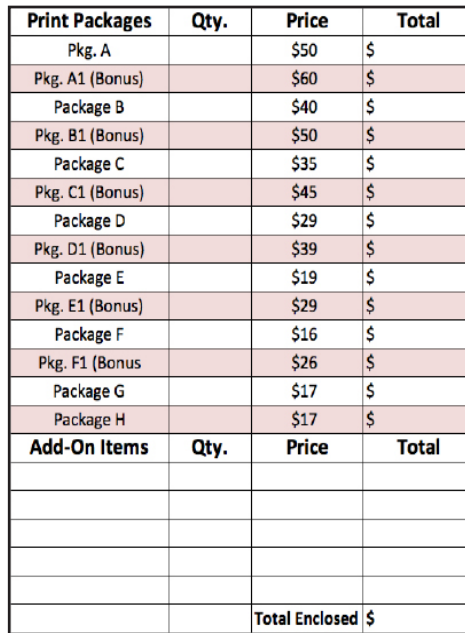 Print Packages Qty. Price Total
Pkg. A $50 $
Pkg. A1 (Bonus) $60 $
Package B $40 $
Pkg. B1 (Bonus) $50 $
Package C $35 $
Pkg. C1 (Bonus) $45 $
Package D $29 $
Pkg. D1 (Bonus) $39 $
Package E $19 $
Pkg. E1 (Bonus) $29 $
Package F $16 $
Pkg. F1 (Bonus $26 $
Package G $17 $
Package H $17 $
Add-On Items Qty. Price Total
Total Enclosed $